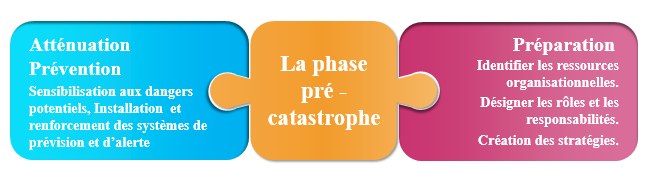 Atténuation
Prévention
Sensibilisation aux dangers
potentiels, Installation et
renforcement des systèmes de
prévision et d’alerte
La phase
pré -
catastrophe
Préparation
Identifier les ressources
organisationnelles.
Désigner les rôles et les
responsabilités.
Création des stratégies.